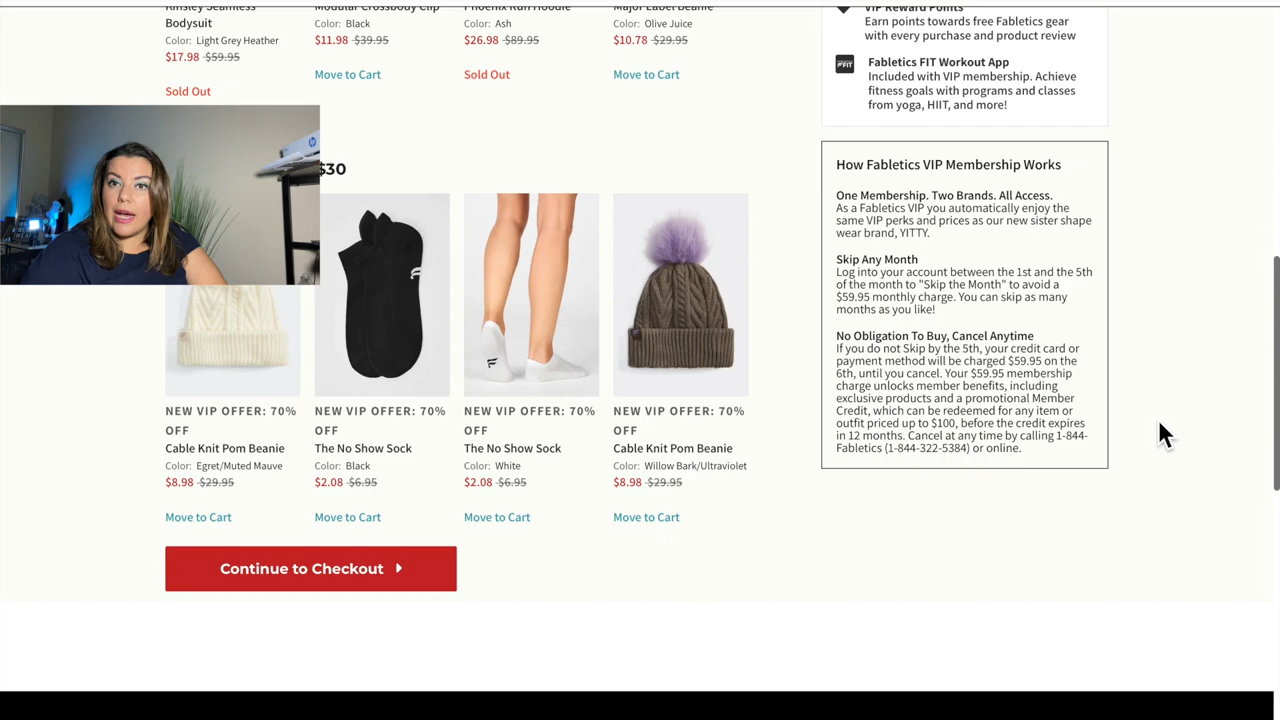 Bodysuit
Color: Light Grey Heather
$17.98 $59.95
Sold Out
Color: Black
$11.98 $39.95
Move to Cart
Color: Ash
$26.98 $89.95
Sold Out
Color: Olive Juice
$10.78 $29.95
Move to Cart
$30
NEW VIP OFFER: 70%
OFF
Cable Knit Pom Beanie
Color: Egret/Muted Mauve
$8.98 $29.95
Move to Cart
NEW VIP OFFER: 70%
OFF
The No Show Sock
Color: Black
$2.08 $6.95
Move to Cart
NEW VIP OFFER: 70%
OFF
The No Show Sock
Color: White
$2.08 $6.95
Move to Cart
NEW VIP OFFER: 70%
OFF
Cable Knit Pom Beanie
Color: Willow Bark/Ultraviolet
$8.98 $29.95
Move to Cart
Continue to Checkout
VIP Reward Points
Earn points towards free Fabletics gear
with every purchase and product review
Fabletics FIT Workout App
Included with VIP membership. Achieve
fitness goals with programs and classes
from yoga, HIIT, and more!
How Fabletics VIP Membership Works
One Membership. Two Brands. All Access.
As a Fabletics VIP you automatically enjoy the
same VIP perks and prices as our new sister shape
wear brand, YITTY.
Skip Any Month
Log into your account between the 1st and the 5th
of the month to "Skip the Month" to avoid a
$59.95 monthly charge. You can skip as many
months as you like!
No Obligation To Buy, Cancel Anytime
If you do not Skip by the 5th, your credit card or
payment method will be charged $59.95 on the
6th, until you cancel. Your $59.95 membership
charge unlocks member benefits, including
exclusive products and a promotional Member
Credit, which can be redeemed for any item or
outfit priced up to $100, before the credit expires
in 12 months. Cancel at any time by calling 1-844-
Fabletics (1-844-322-5384) or online.